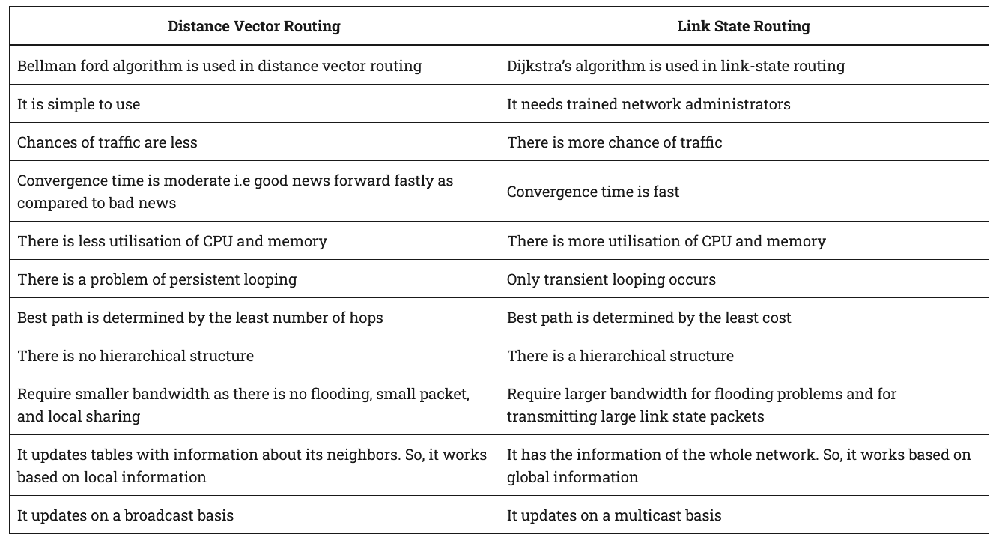 Distance Vector Routing
Link State Routing
Bellman ford algorithm is used in distance vector routing
Dijkstra's algorithm is used in link-state routing
It is simple to use
It needs trained network administrators
Chances of traffic are less
There is more chance of traffic
Convergence time is moderate i.e good news forward fastly as
compared to bad news
Convergence time is fast
There is less utilisation of CPU and memory
There is more utilisation of CPU and memory
There is a problem of persistent looping
Only transient looping occurs
Best path is determined by the least number of hops
Best path is determined by the least cost
There is no hierarchical structure
There is a hierarchical structure
Require smaller bandwidth as there is no flooding, small packet,
and local sharing
Require larger bandwidth for flooding problems and for
transmitting large link state packets
It updates tables with information about its neighbors. So, it works
based on local information
It has the information of the whole network. So, it works based on
global information
It updates on a broadcast basis
It updates on a multicast basis